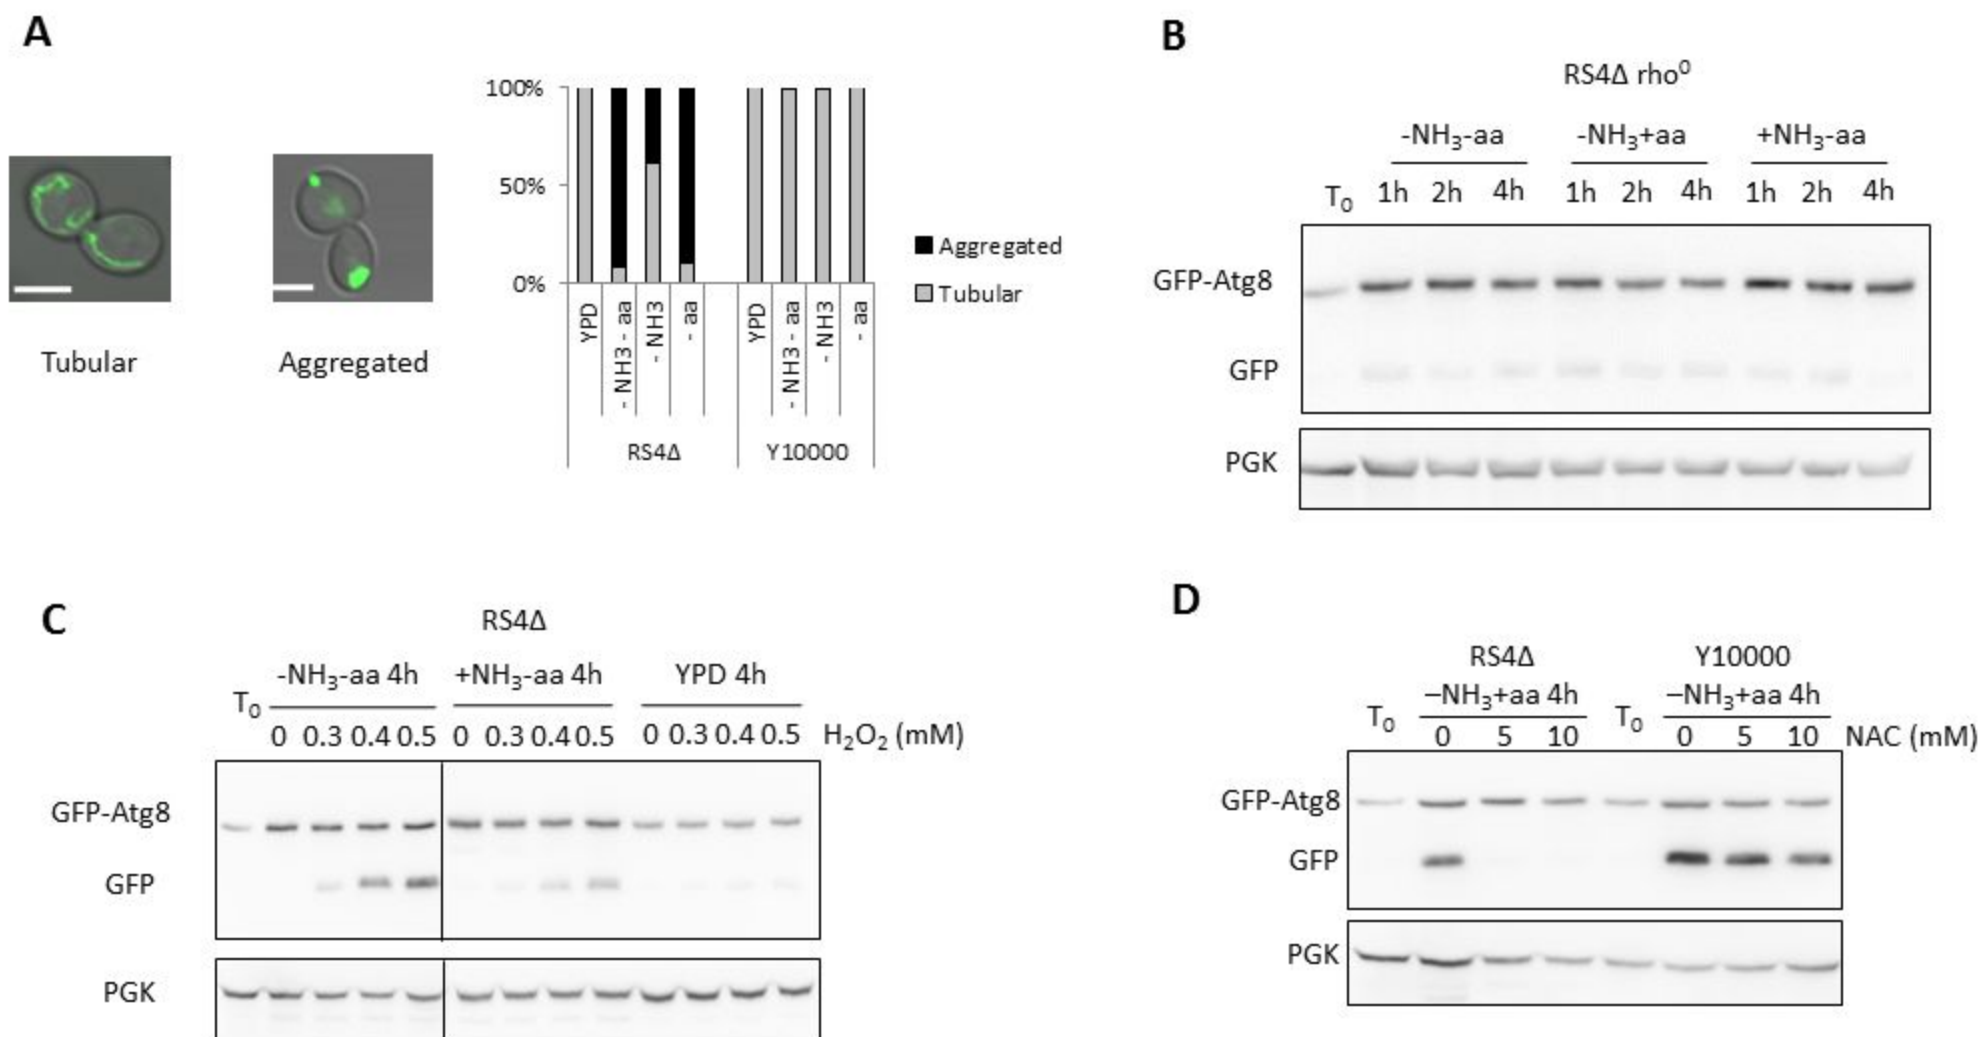 A
Tubular
Aggregated
100%
50%
0%
YPD
- NH3 - aa
- NH3
- aa
YPD
- NH3 - aa
- NH3
- aa
RS4Δ
Y10000
Aggregated
Tubular
B
RS4Δ rho⁰
-NH₃-aa -NH₃+aa +NH₃-aa
T₀ 1h 2h 4h 1h 2h 4h 1h 2h 4h
GFP-Atg8
GFP
PGK
C
RS4Δ
-NH₃-aa 4h +NH₃-aa 4h YPD 4h
T₀
0 0.3 0.4 0.5 0 0.3 0.4 0.5 0 0.3 0.4 0.5 H₂O₂ (mM)
GFP-Atg8
GFP
PGK
D
RS4Δ Y10000
–NH₃+aa 4h –NH₃+aa 4h
T₀ T₀
0 5 10 0 5 10 NAC (mM)
GFP-Atg8
GFP
PGK